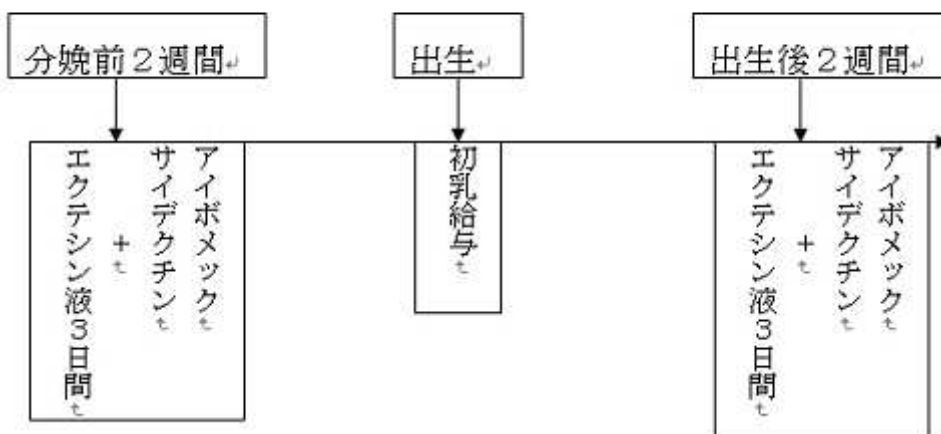 分娩前２週間
出生
出生後２週間
アイボメック
サイデクチン
＋
エクテシン液３日間
初乳給与
アイボメック
サイデクチン
＋
エクテシン液３日間